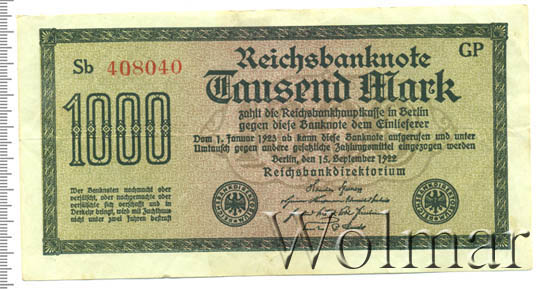 Reichsbanknote
GP
Sb 408040
Tausend Mark
1000
zahlt die Reichsbankhauptkasse in Berlin
gegen diese Banknote dem Einlieferer
Vom 1. Januar 1923 ab kann diese Banknote aufgerufen und unter
Umtausch gegen andere gesetzliche Zahlungsmittel eingezogen werden
Berlin, den 15. September 1922
Reichsbankdirektorium
Wer Banknoten nachmacht oder
verfälscht, oder nachgemachte oder
verfälschte sich verschafft und in
Verkehr bringt, wird mit Zuchthaus
nicht unter zwei Jahren bestraft
Wolmar